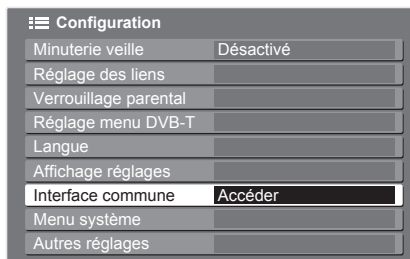 Configuration
Minuterie veille Désactivé
Réglage des liens
Verrouillage parental
Réglage menu DVB-T
Langue
Affichage réglages
Interface commune Accéder
Menu système
Autres réglages